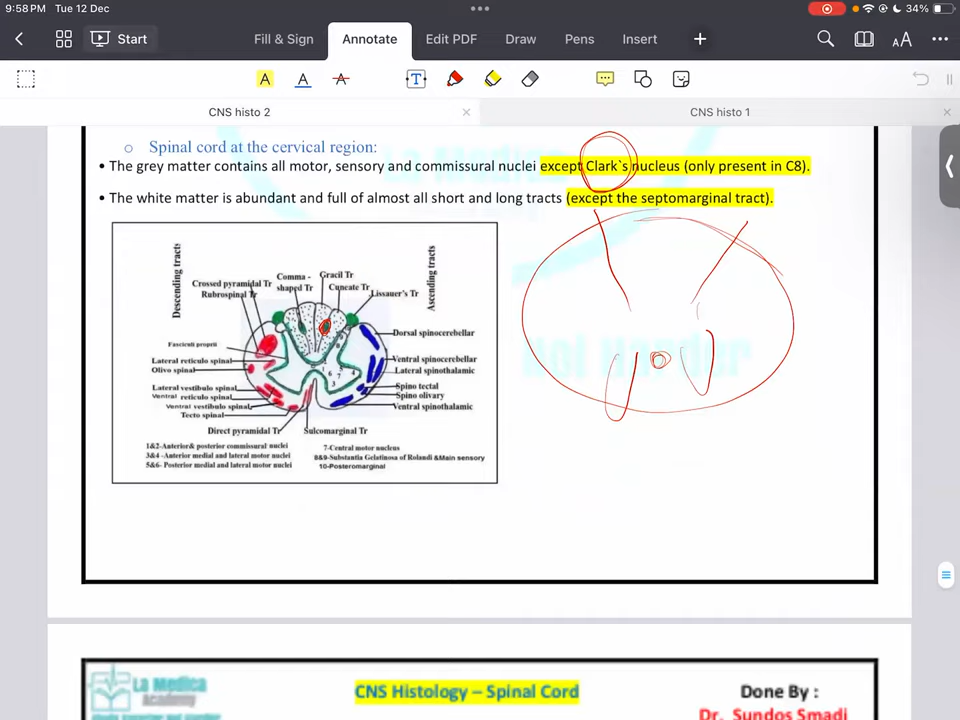 9:58 PM Tue 12 Dec
34%
Start
Fill & Sign
Annotate
Edit PDF
Draw
Pens
Insert
CNS histo 2
CNS histo 1
o Spinal cord at the cervical region:
• The grey matter contains all motor, sensory and commissural nuclei except Clark`s nucleus (only present in C8).
• The white matter is abundant and full of almost all short and long tracts (except the septomarginal tract).
Descending tracts
Ascending tracts
Crossed pyramidal Tr
Rubrospinal Tr
Comma - shaped Tr
Gracil Tr
Cuneate Tr
Lissauer's Tr
Fasciculi proprii
Lateral reticulo spinal
Olivo spinal
Lateral vestibulo spinal
Ventral reticulo spinal
Ventral vestibulo spinal
Tecto spinal
Dorsal spinocerebellar
Ventral spinocerebellar
Lateral spinothalamic
Spino tectal
Spino olivary
Ventral spinothalamic
Direct pyramidal Tr
Sulcomarginal Tr
1&2-Anterior& posterior commissural nuclei
3&4 -Anterior medial and lateral motor nuclei
5&6- Posterior medial and lateral motor nuclei
7-Central motor nucleus
8&9-Substantia Gelatinosa of Rolandi &Main sensory
10-Posteromarginal
La Medica
Academy
CNS Histology – Spinal Cord
Done By :
Dr. Sundos Smadi